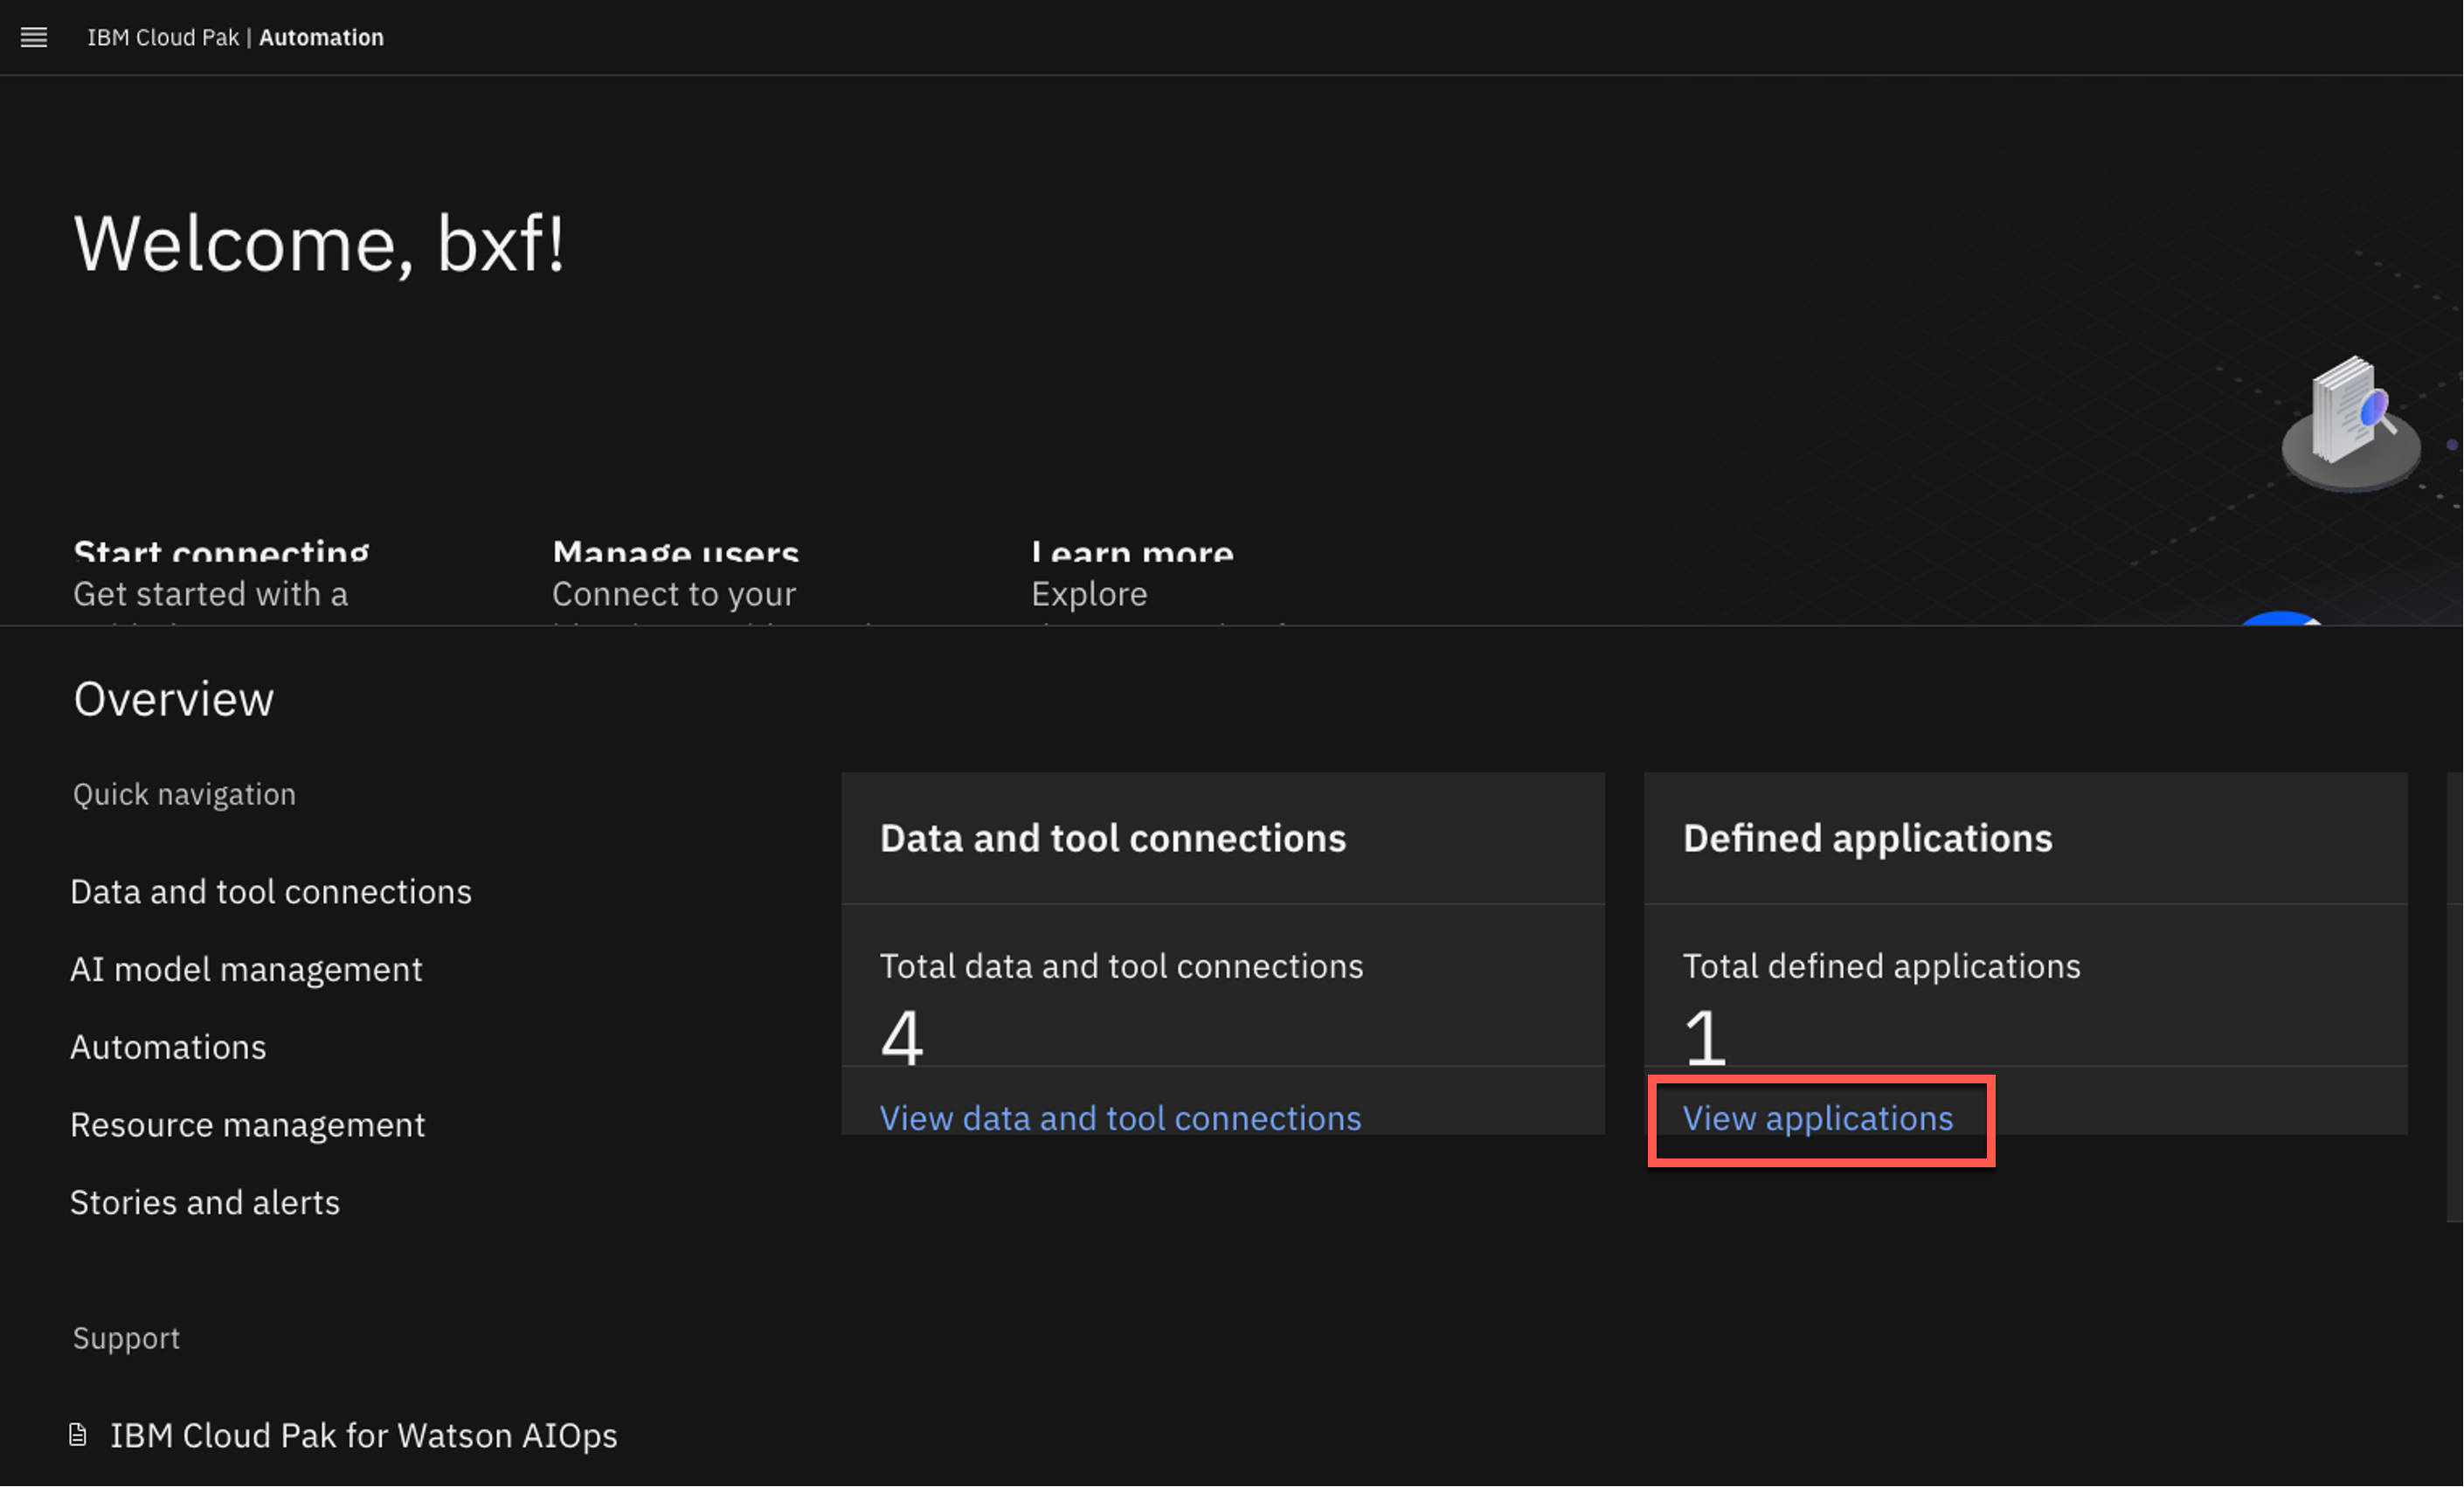 IBM Cloud Pak | Automation
Welcome, bxf!
Start connecting
Get started with a
Manage users
Connect to your
Learn more
Explore
Overview
Quick navigation
Data and tool connections
AI model management
Automations
Resource management
Stories and alerts
Support
IBM Cloud Pak for Watson AIOps
Data and tool connections
Total data and tool connections
4
View data and tool connections
Defined applications
Total defined applications
1
View applications